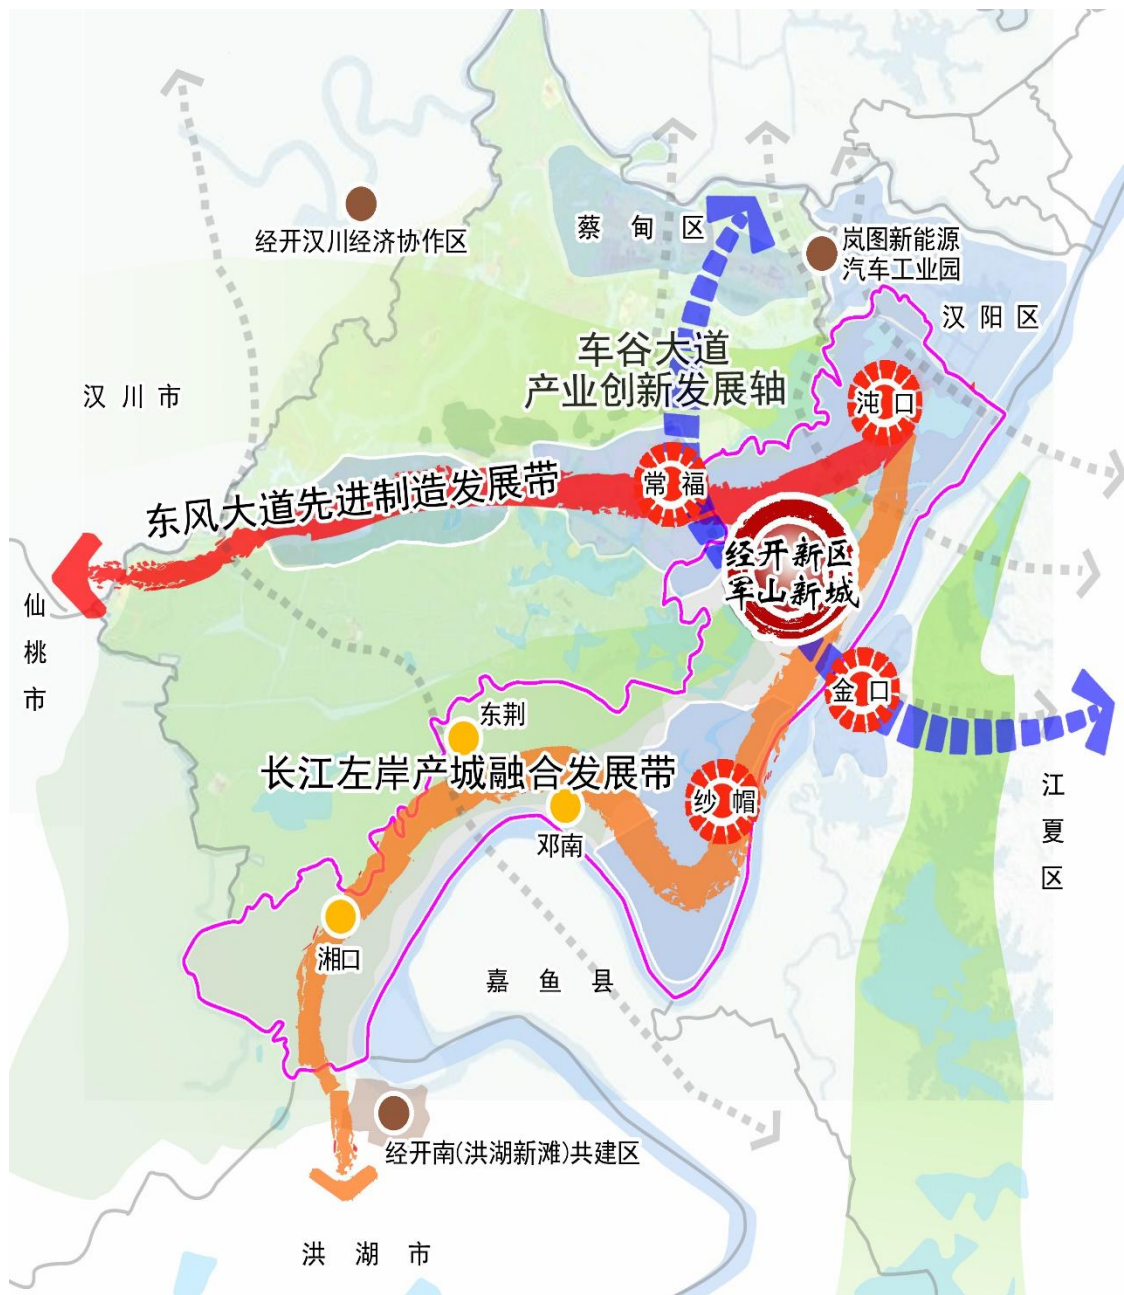 蔡甸区
经开汉川经济协作区
岚图新能源
汽车工业园
汉阳区
车谷大道
产业创新发展轴
汉川市
沌口
常福
东风大道先进制造发展带
经开新区
军山新城
仙桃市
金口
东荆
长江左岸产城融合发展带
纱帽
邓南
江夏区
湘口
嘉鱼县
经开南(洪湖新滩)共建区
洪湖市